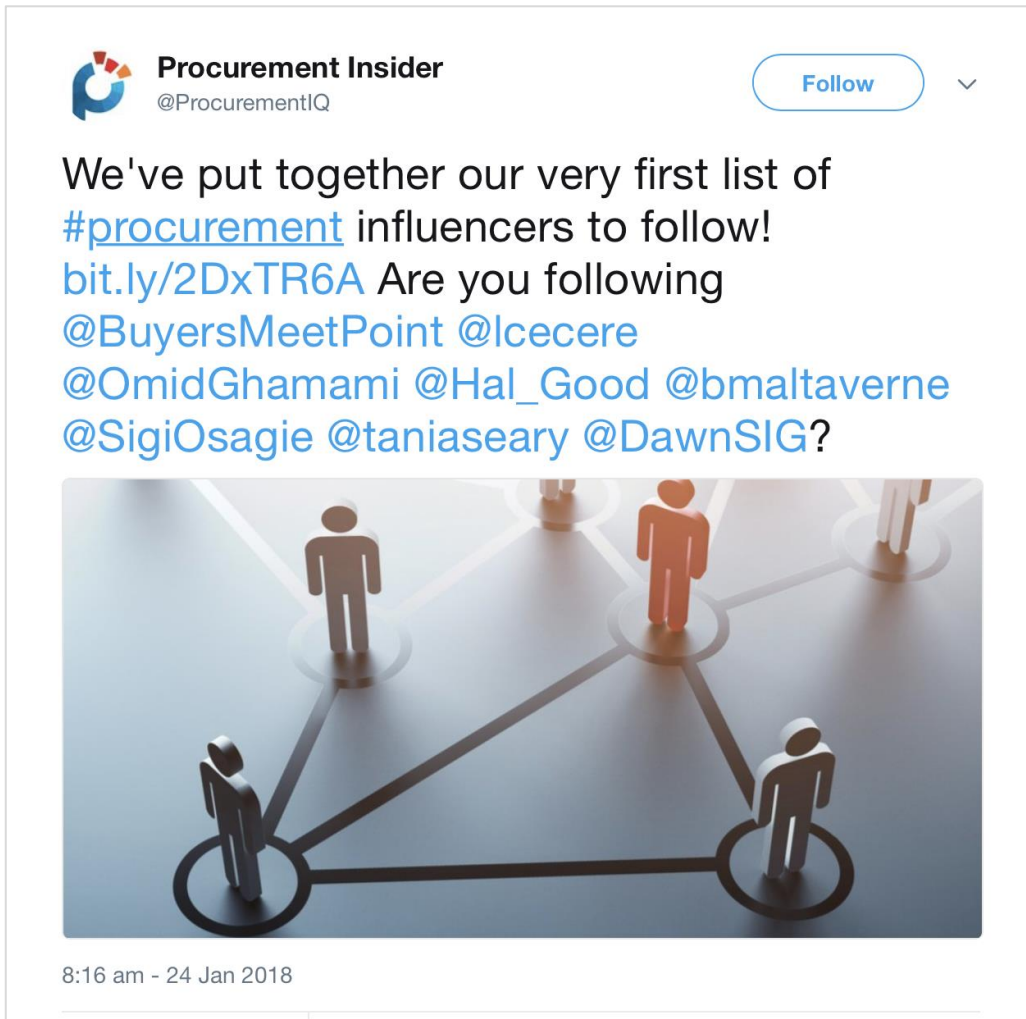 Procurement Insider
@ProcurementIQ
Follow
We've put together our very first list of
#procurement influencers to follow!
bit.ly/2DxTR6A Are you following
@BuyersMeetPoint @lcecere
@OmidGhamami @Hal_Good @bmaltaverne
@SigiOsagie @taniaseary @DawnSIG?
8:16 am - 24 Jan 2018